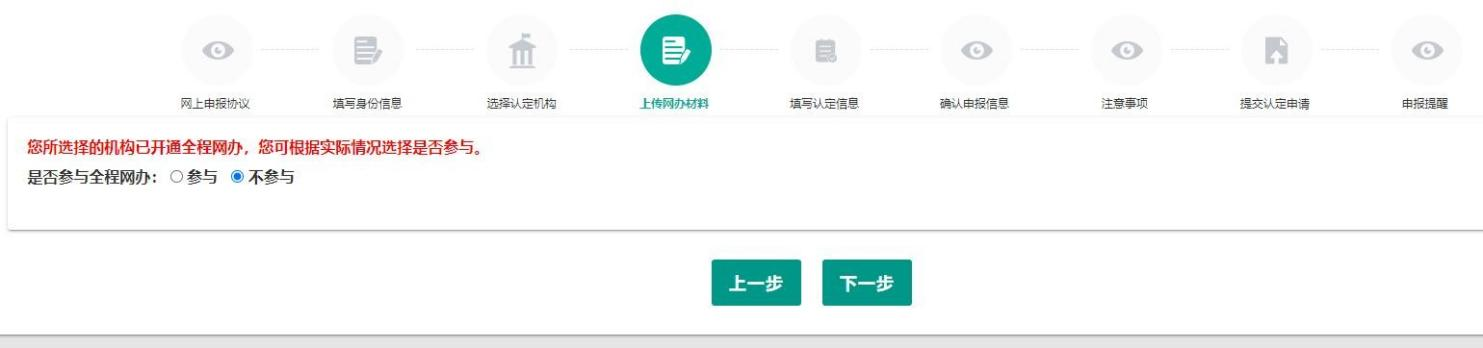 网上申报协议 填写身份信息 选择认定机构 上传网办材料 填写认定信息 确认申报信息 注意事项 提交认定申请 申报提醒
您所选择的机构已开通全程网办，您可根据实际情况选择是否参与。
是否参与全程网办： 参与 不参与
上一步 下一步